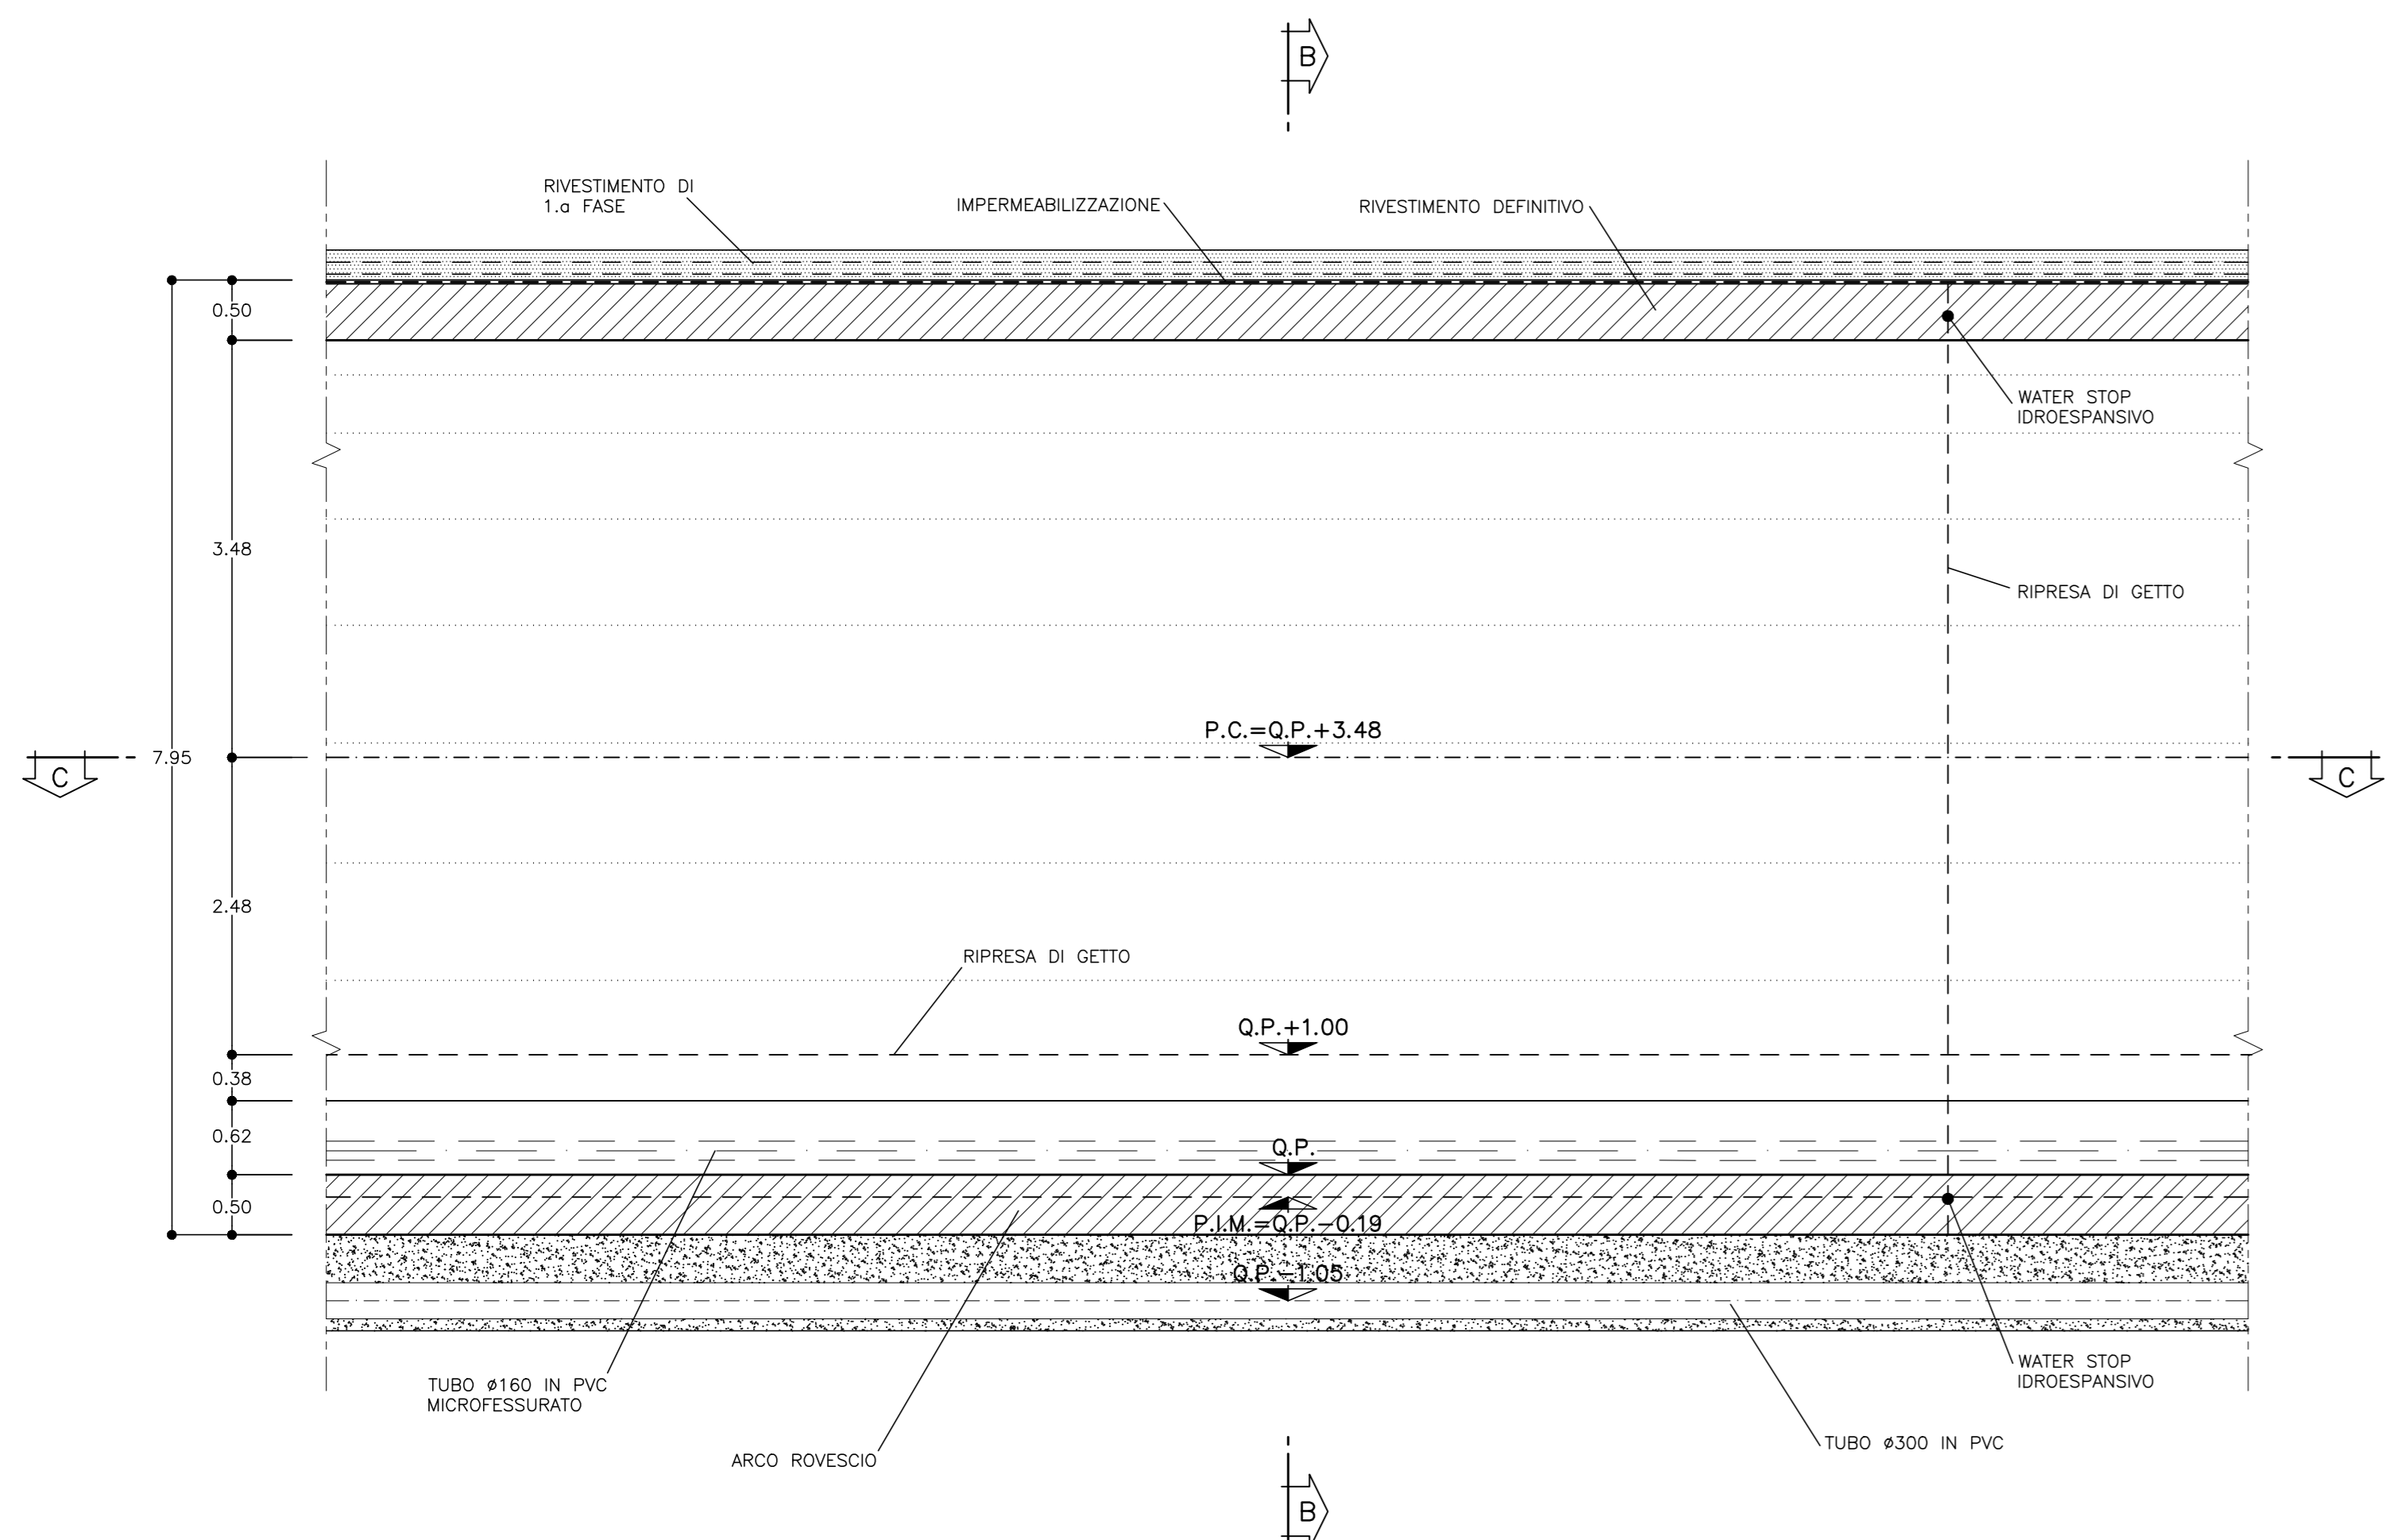 B
RIVESTIMENTO DI
1.a FASE
IMPERMEABILIZZAZIONE
RIVESTIMENTO DEFINITIVO
0.50
WATER STOP
IDROESPANSIVO
3.48
RIPRESA DI GETTO
P.C.=Q.P.+3.48
C
7.95
C
2.48
RIPRESA DI GETTO
Q.P.+1.00
0.38
0.62
Q.P.
0.50
P.I.M.=Q.P.-0.19
Q.P.-1.05
WATER STOP
IDROESPANSIVO
TUBO ø160 IN PVC
MICROFESSURATO
TUBO ø300 IN PVC
ARCO ROVESCIO
B